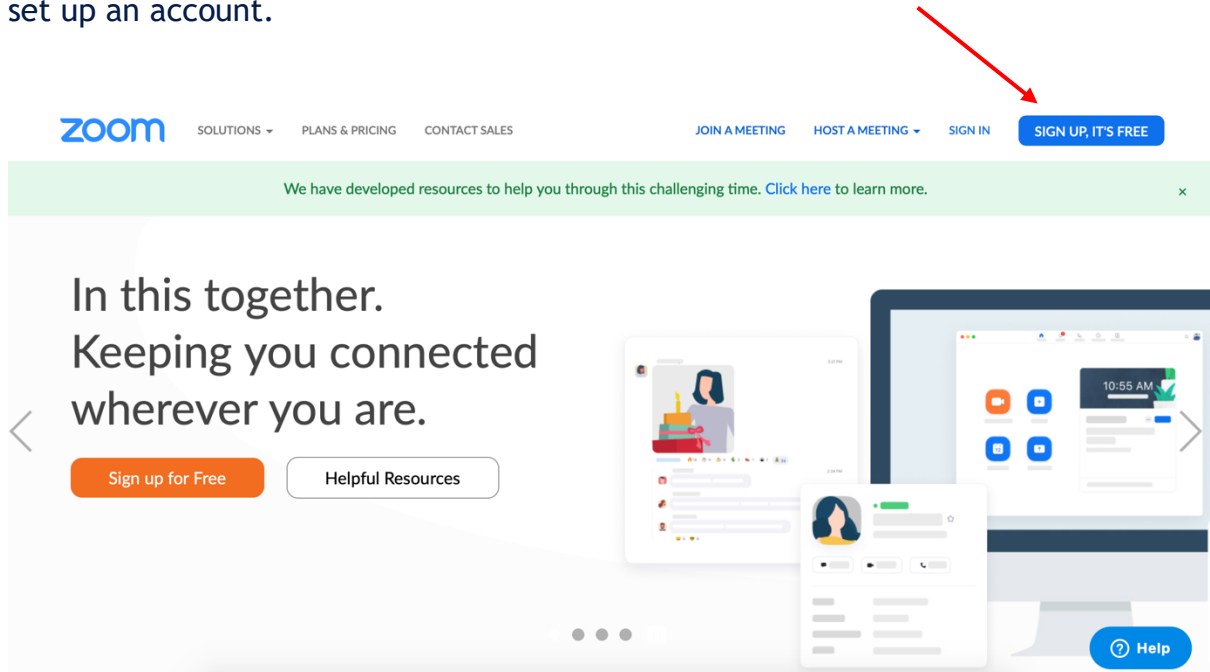 set up an account.
zoom SOLUTIONS PLANS & PRICING CONTACT SALES JOIN A MEETING HOST A MEETING SIGN IN SIGN UP, IT'S FREE
We have developed resources to help you through this challenging time. Click here to learn more. ×
In this together.
Keeping you connected
wherever you are.
10:55 AM
Sign up for Free Helpful Resources
Help